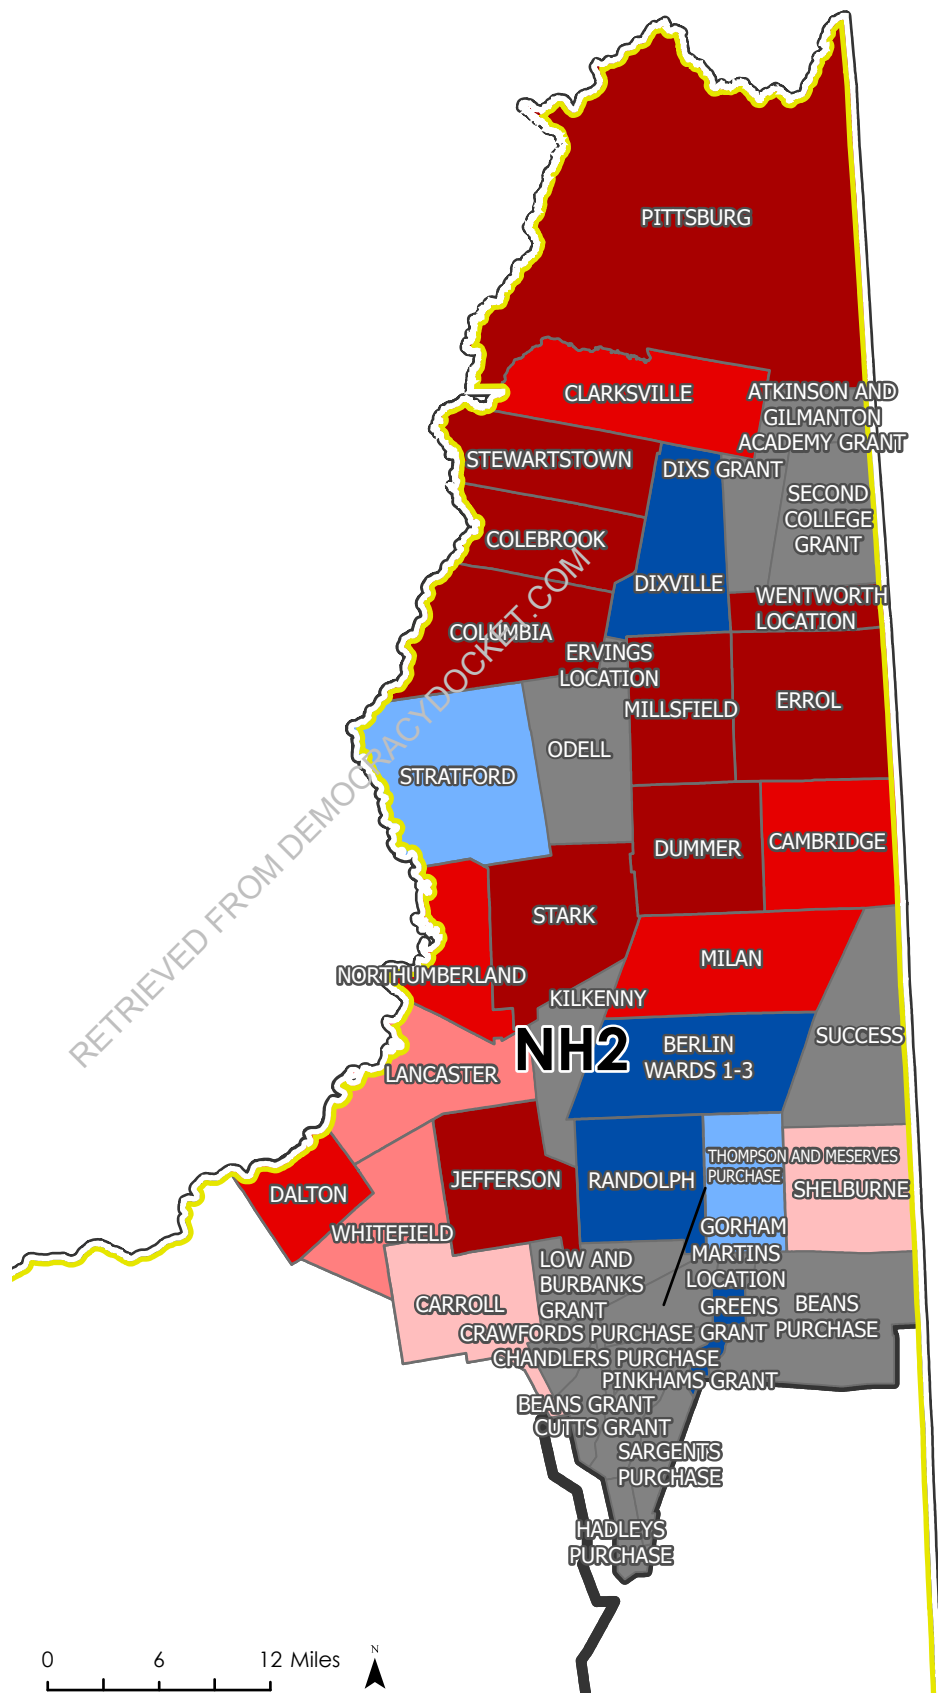 PITTSBURG
CLARKSVILLE
ATKINSON AND
GILMANTON
ACADEMY GRANT
STEWARTSTOWN
DIXS GRANT
SECOND
COLLEGE
GRANT
COLEBROOK
DIXVILLE
WENTWORTH
LOCATION
COLUMBIA
ERVINGS
LOCATION
MILLSFIELD
ERROL
ODELL
STRATFORD
RETRIEVED FROM DEMOCRACYDOCKET.COM
DUMMER
CAMBRIDGE
STARK
MILAN
NORTHUMBERLAND
KILKENNY
SUCCESS
NH2
BERLIN
WARDS 1-3
LANCASTER
THOMPSON AND MESERVES
PURCHASE
JEFFERSON
RANDOLPH
SHELBURNE
DALTON
WHITEFIELD
GORHAM
MARTINS
LOCATION
LOW AND
BURBANKS
GRANT
CARROLL
GREENS
GRANT
BEANS
PURCHASE
CRAWFORDS PURCHASE
CHANDLERS PURCHASE
PINKHAMS GRANT
BEANS GRANT
CUTTS GRANT
SARGENTS
PURCHASE
HADLEYS
PURCHASE
0 6 12 Miles
N